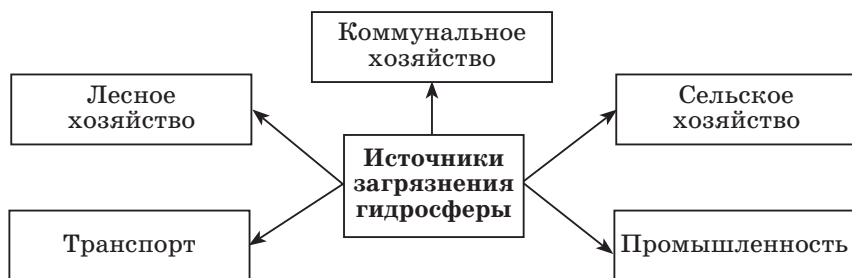 Коммунальное
хозяйство
Лесное
хозяйство
Сельское
хозяйство
Источники
загрязнения
гидросферы
Транспорт
Промышленность